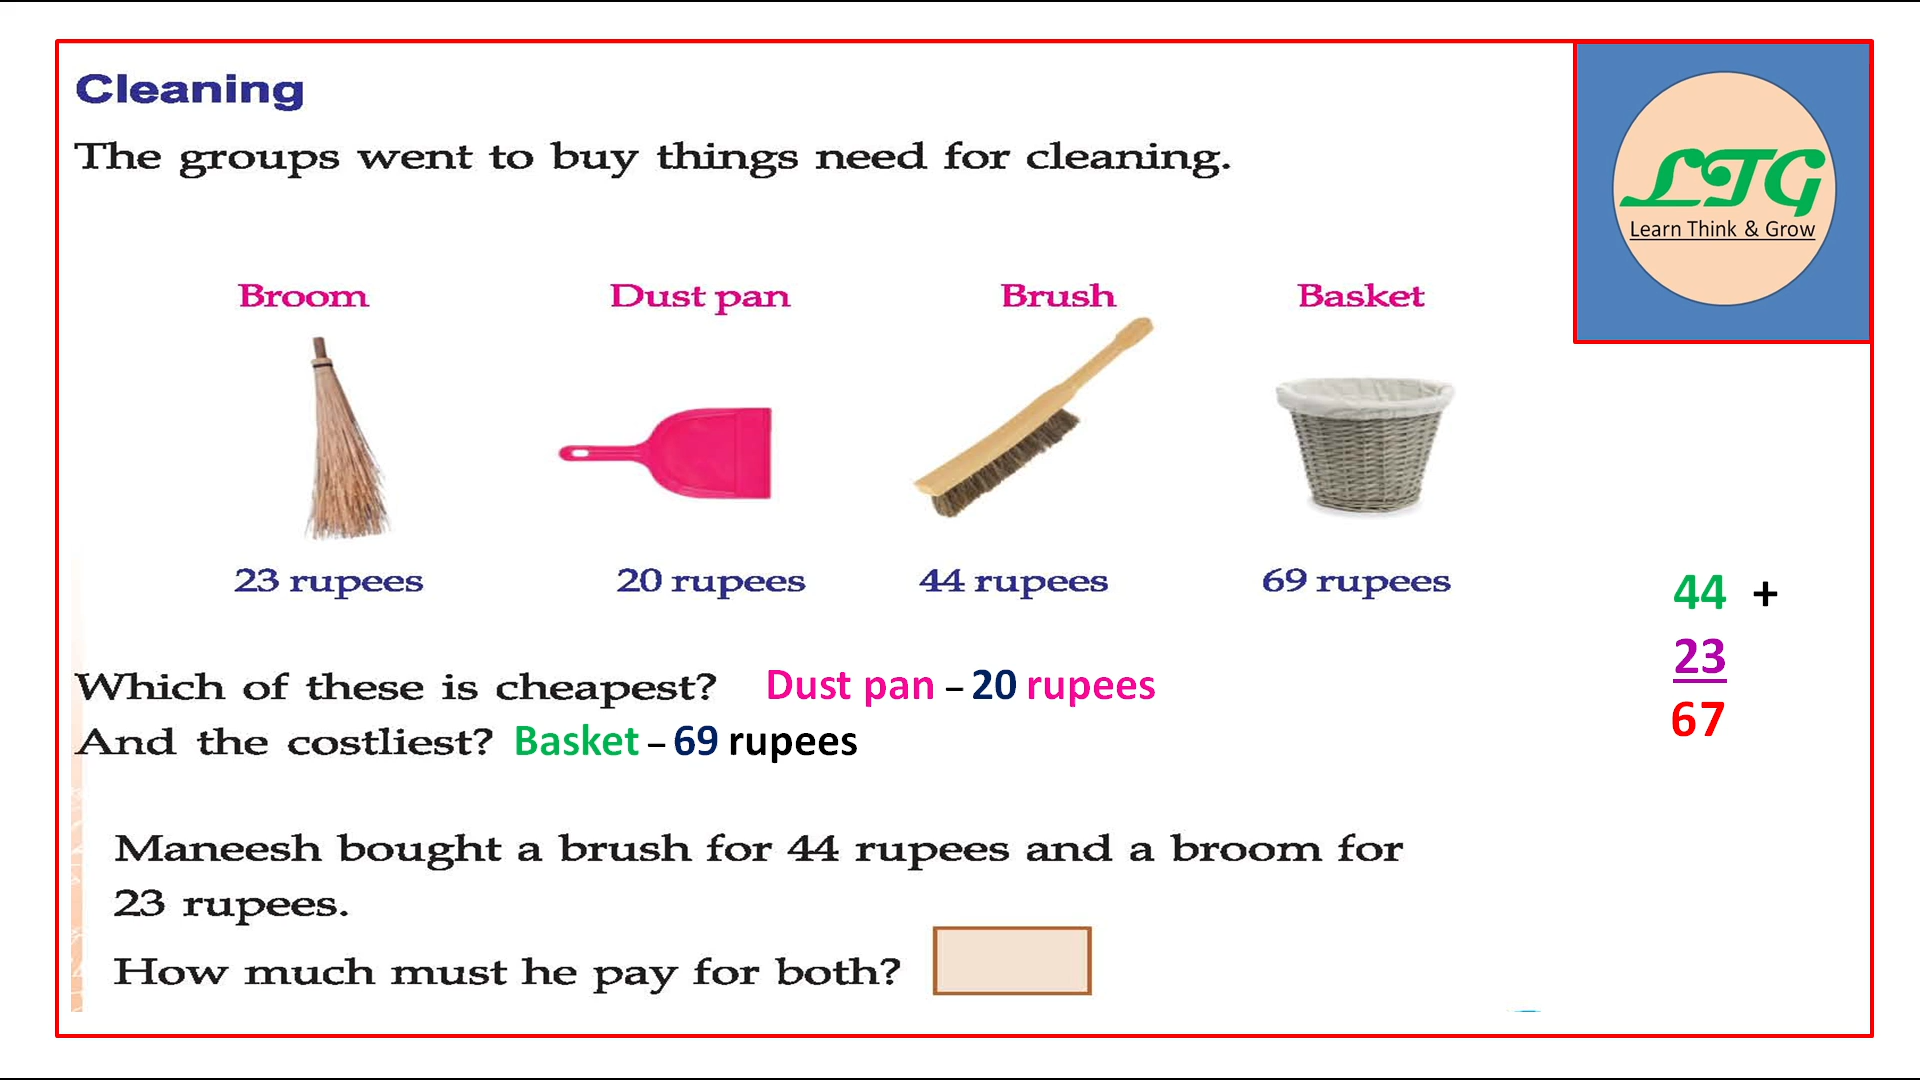 Cleaning
The groups went to buy things need for cleaning.
LTG
Learn Think & Grow
Broom Dust pan Brush Basket
23 rupees 20 rupees 44 rupees 69 rupees
44 +
23
67
Which of these is cheapest? Dust pan – 20 rupees
And the costliest? Basket – 69 rupees
Maneesh bought a brush for 44 rupees and a broom for
23 rupees.
How much must he pay for both?